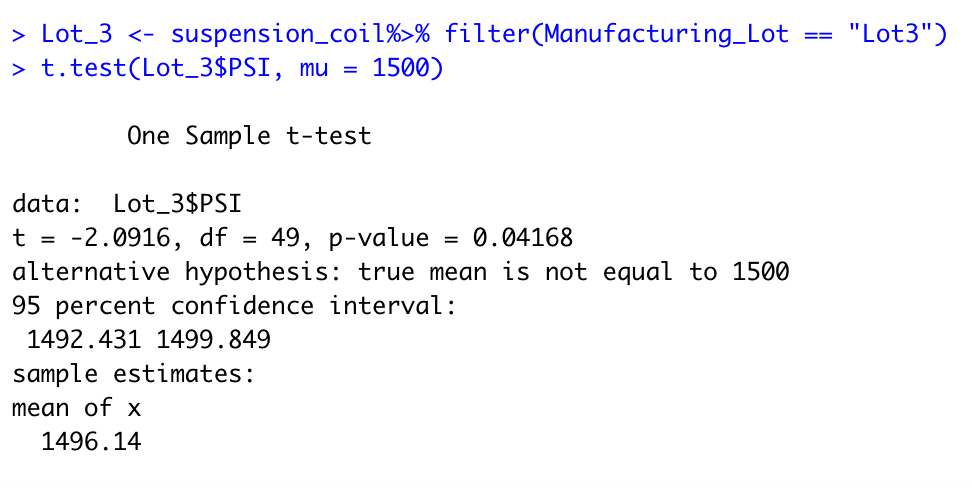 > Lot_3 <- suspension_coil%>% filter(Manufacturing_Lot == "Lot3")
> t.test(Lot_3$PSI, mu = 1500)
One Sample t-test
data:  Lot_3$PSI
t = -2.0916, df = 49, p-value = 0.04168
alternative hypothesis: true mean is not equal to 1500
95 percent confidence interval:
 1492.431 1499.849
sample estimates:
mean of x
  1496.14